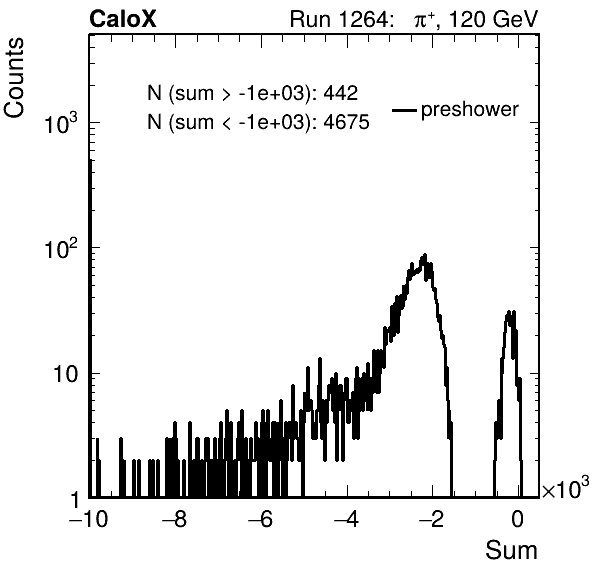 CaloX Run 1264: π⁺, 120 GeV
Counts
N (sum > -1e+03): 442
N (sum < -1e+03): 4675
preshower
10³
10²
10
1
−10 −8 −6 −4 −2 0 ×10³
Sum